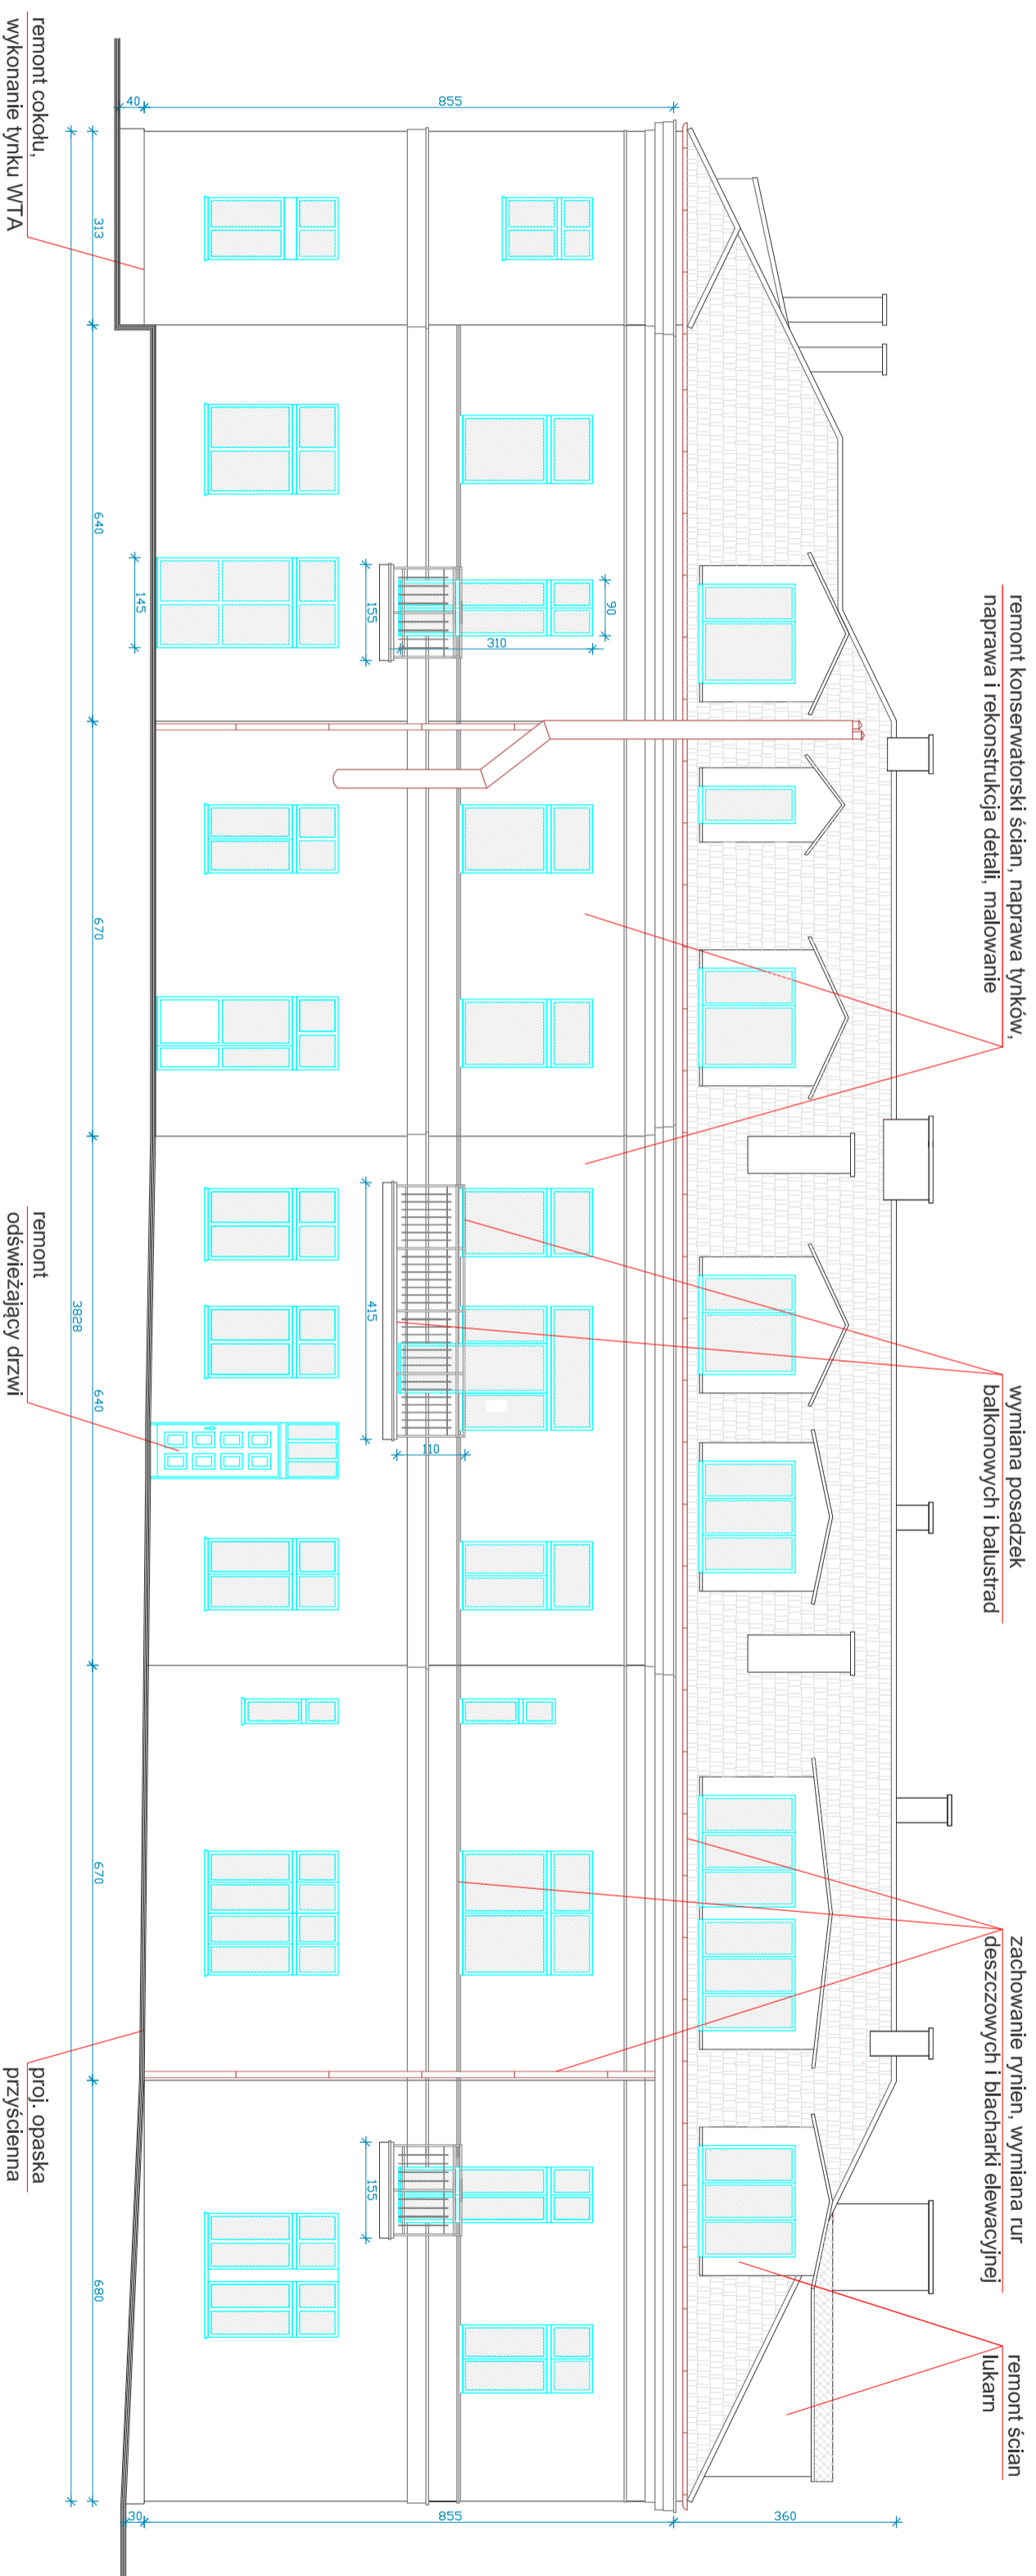 remont konserwatorski ścian, naprawa tynków,
naprawa i rekonstrukcja detali, malowanie
wymiana posadzek
balkonowych i balustrad
zachowanie rynien, wymiana rur
deszczowych i blacharki elewacyjnej
remont ścian
lukarn
40
855
90
310
155
145
415
110
155
360
855
30
313
640
670
640
670
680
3828
remont cokołu,
wykonanie tynku WTA
remont
odświeżający drzwi
proj. opaska
przyścienna